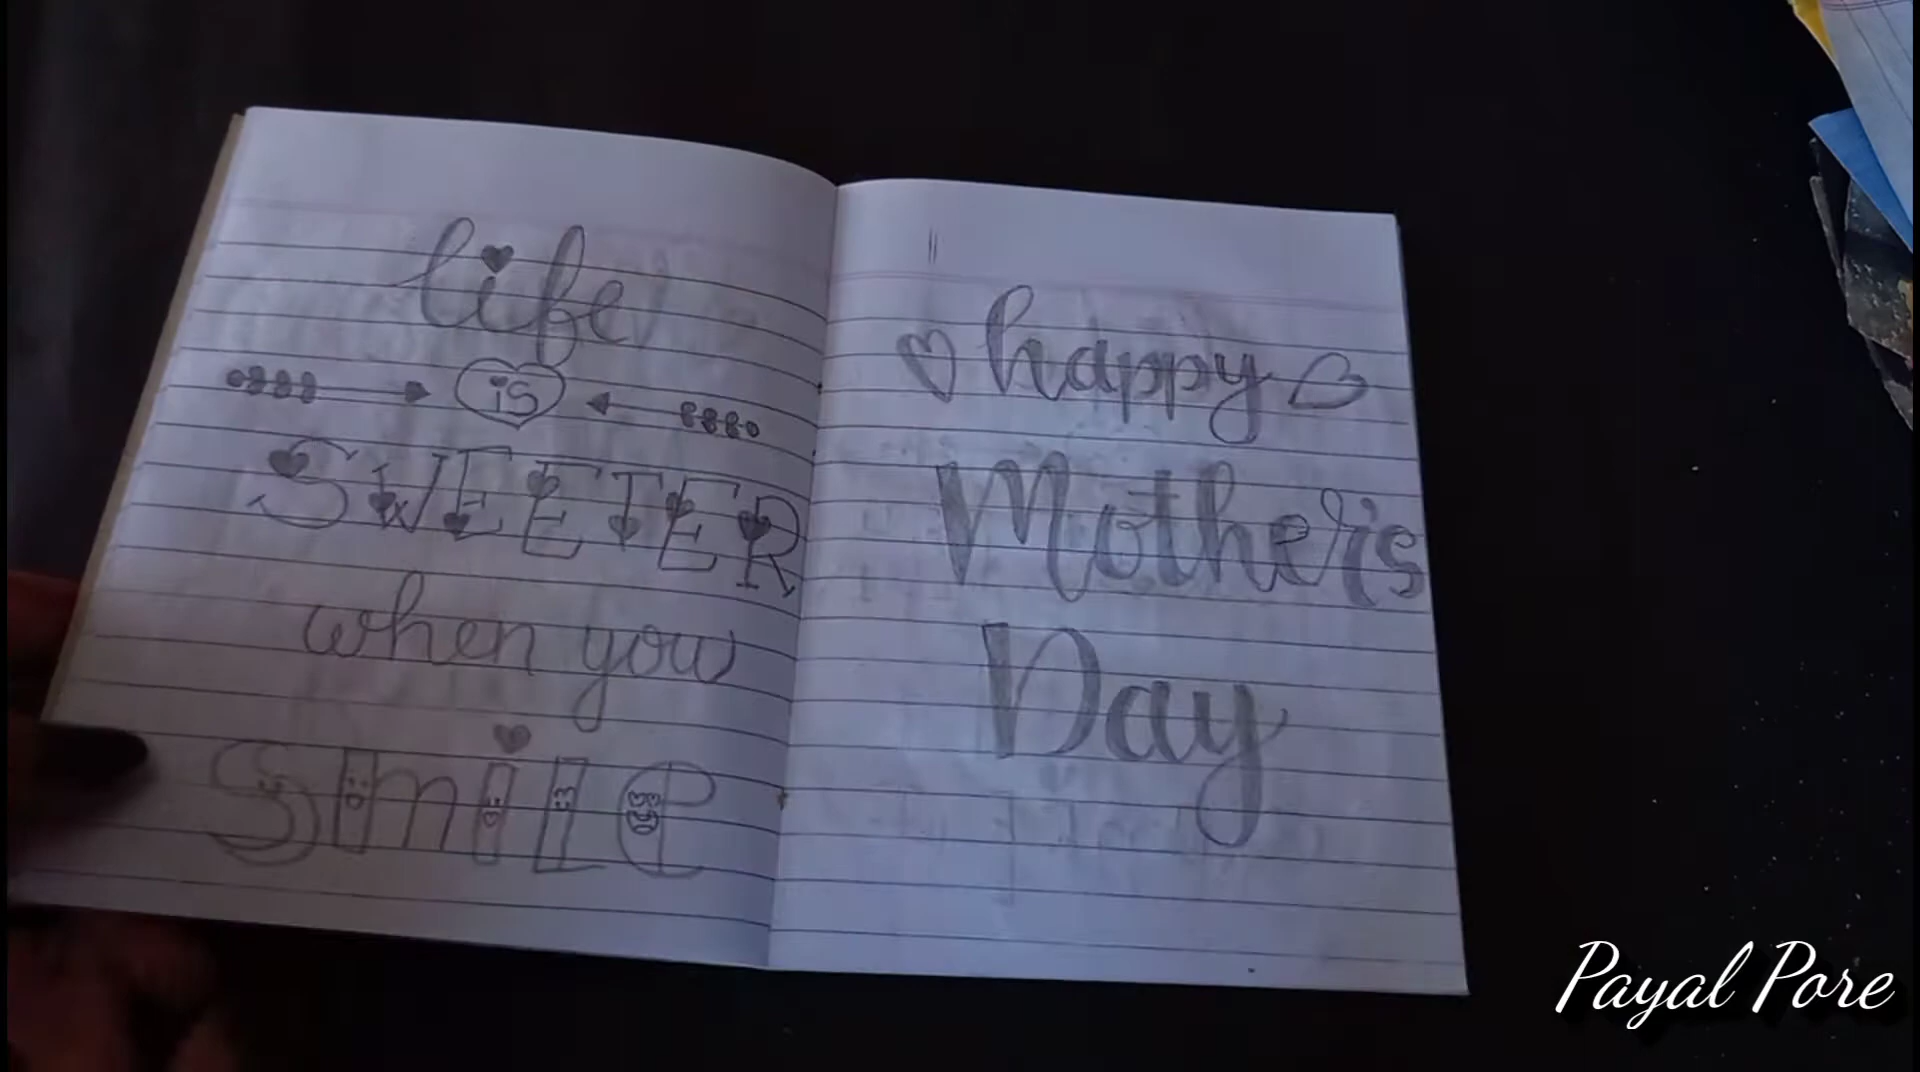 life
is
SWEETER
when you
Smile
happy
Mother's
Day
Payal Pore